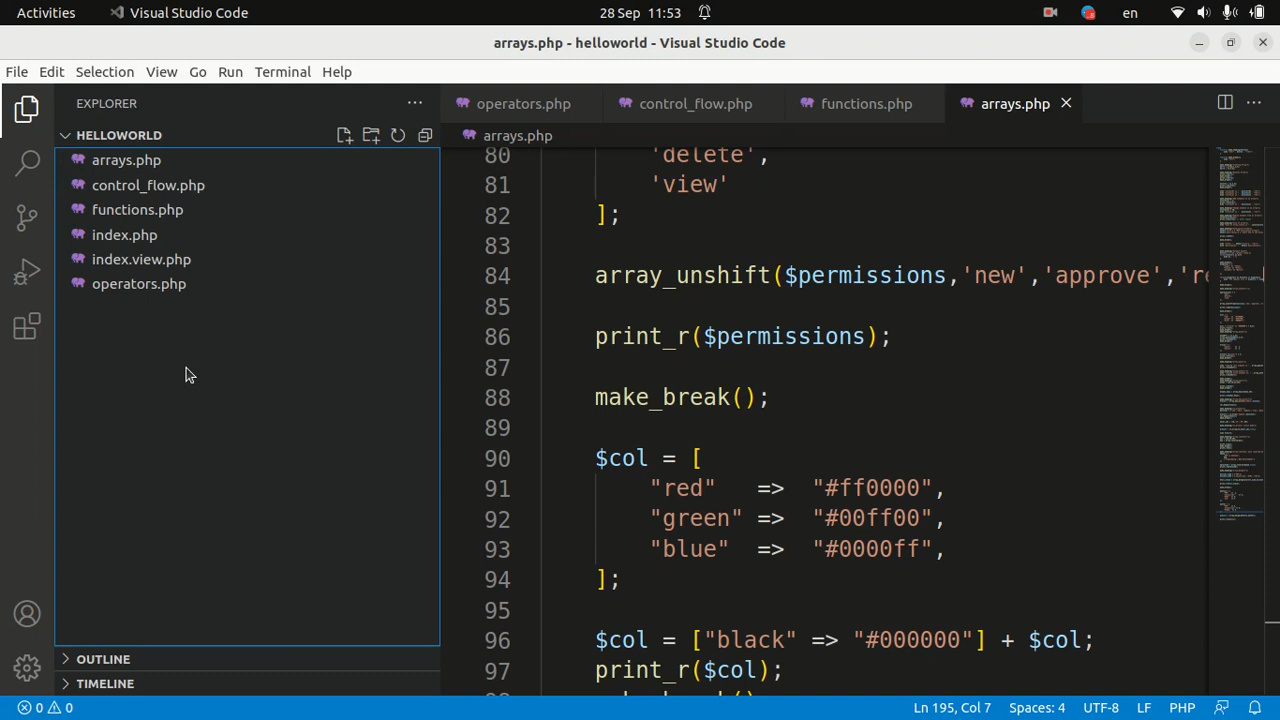 Activities
Visual Studio Code
28 Sep 11:53
en
arrays.php - helloworld - Visual Studio Code
File Edit Selection View Go Run Terminal Help
EXPLORER
HELLOWORLD
arrays.php
control_flow.php
functions.php
index.php
index.view.php
operators.php
OUTLINE
TIMELINE
operators.php control_flow.php functions.php arrays.php
arrays.php
80 'delete',
81 'view'
82 ];
83
84 array_unshift($permissions,'new','approve','re
85
86 print_r($permissions);
87
88 make_break();
89
90 $col = [
91 "red" => "#ff0000",
92 "green" => "#00ff00",
93 "blue" => "#0000ff",
94 ];
95
96 $col = ["black" => "#000000"] + $col;
97 print_r($col);
0 0 Ln 195, Col 7 Spaces: 4 UTF-8 LF PHP